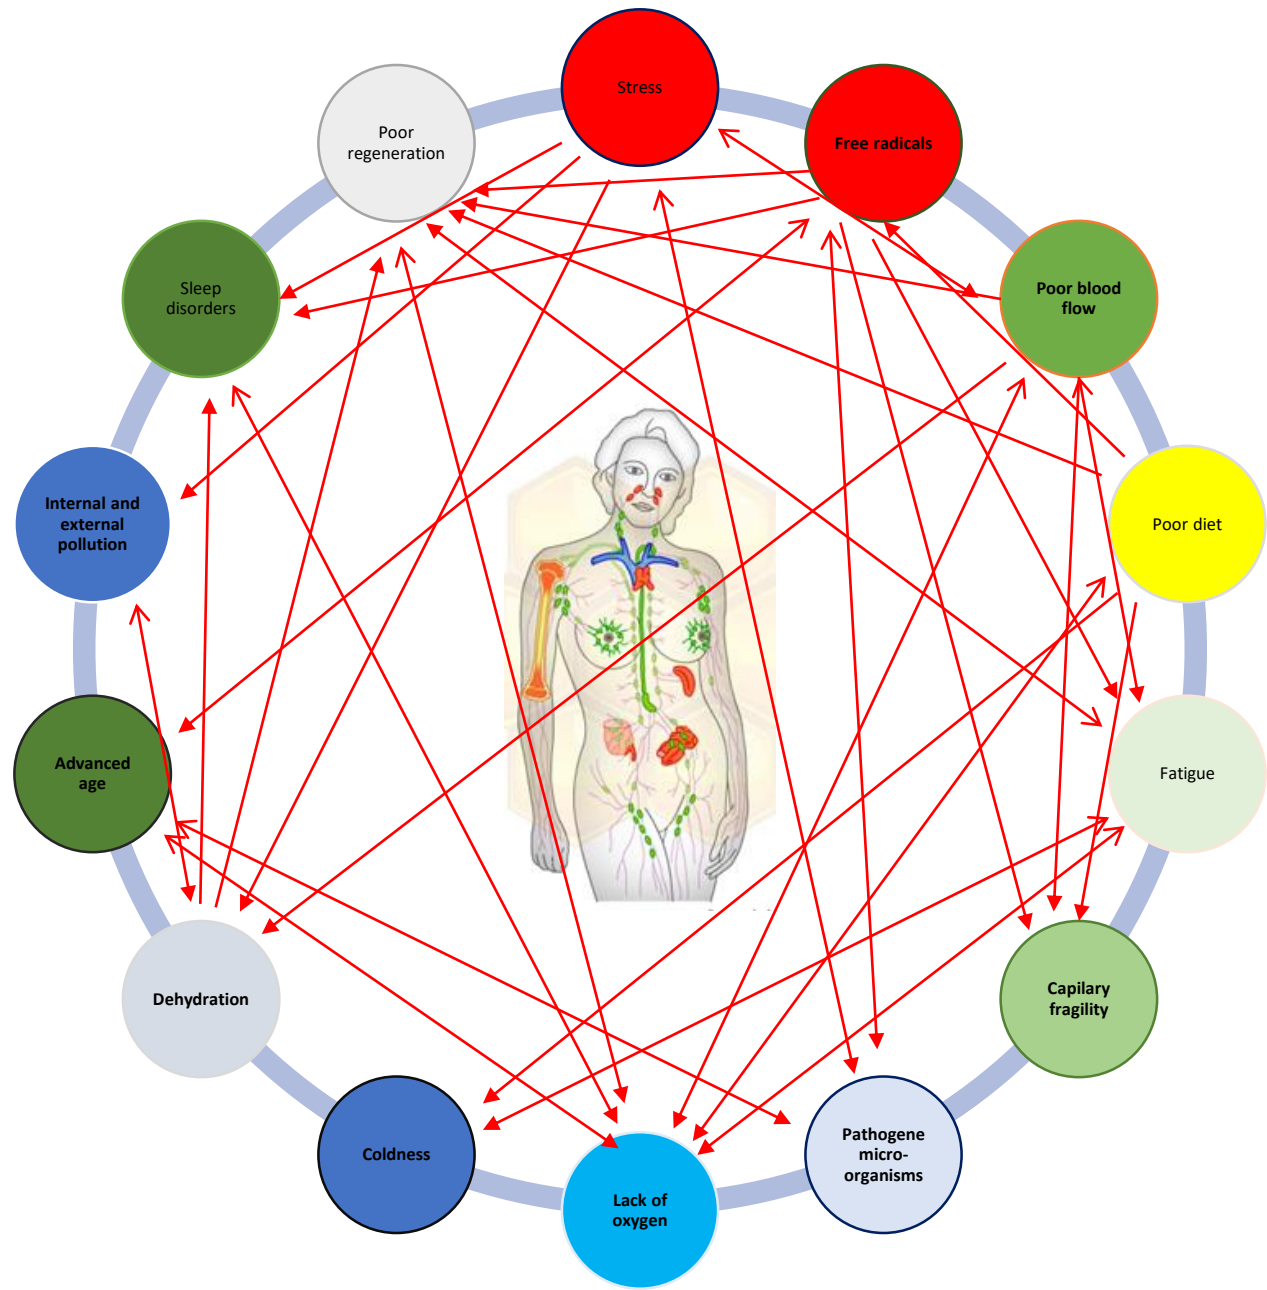 Stress
Free radicals
Poor blood
flow
Poor diet
Fatigue
Capilary
fragility
Pathogene
micro-
organisms
Lack of
oxygen
Coldness
Dehydration
Advanced
age
Internal and
external
pollution
Sleep
disorders
Poor
regeneration